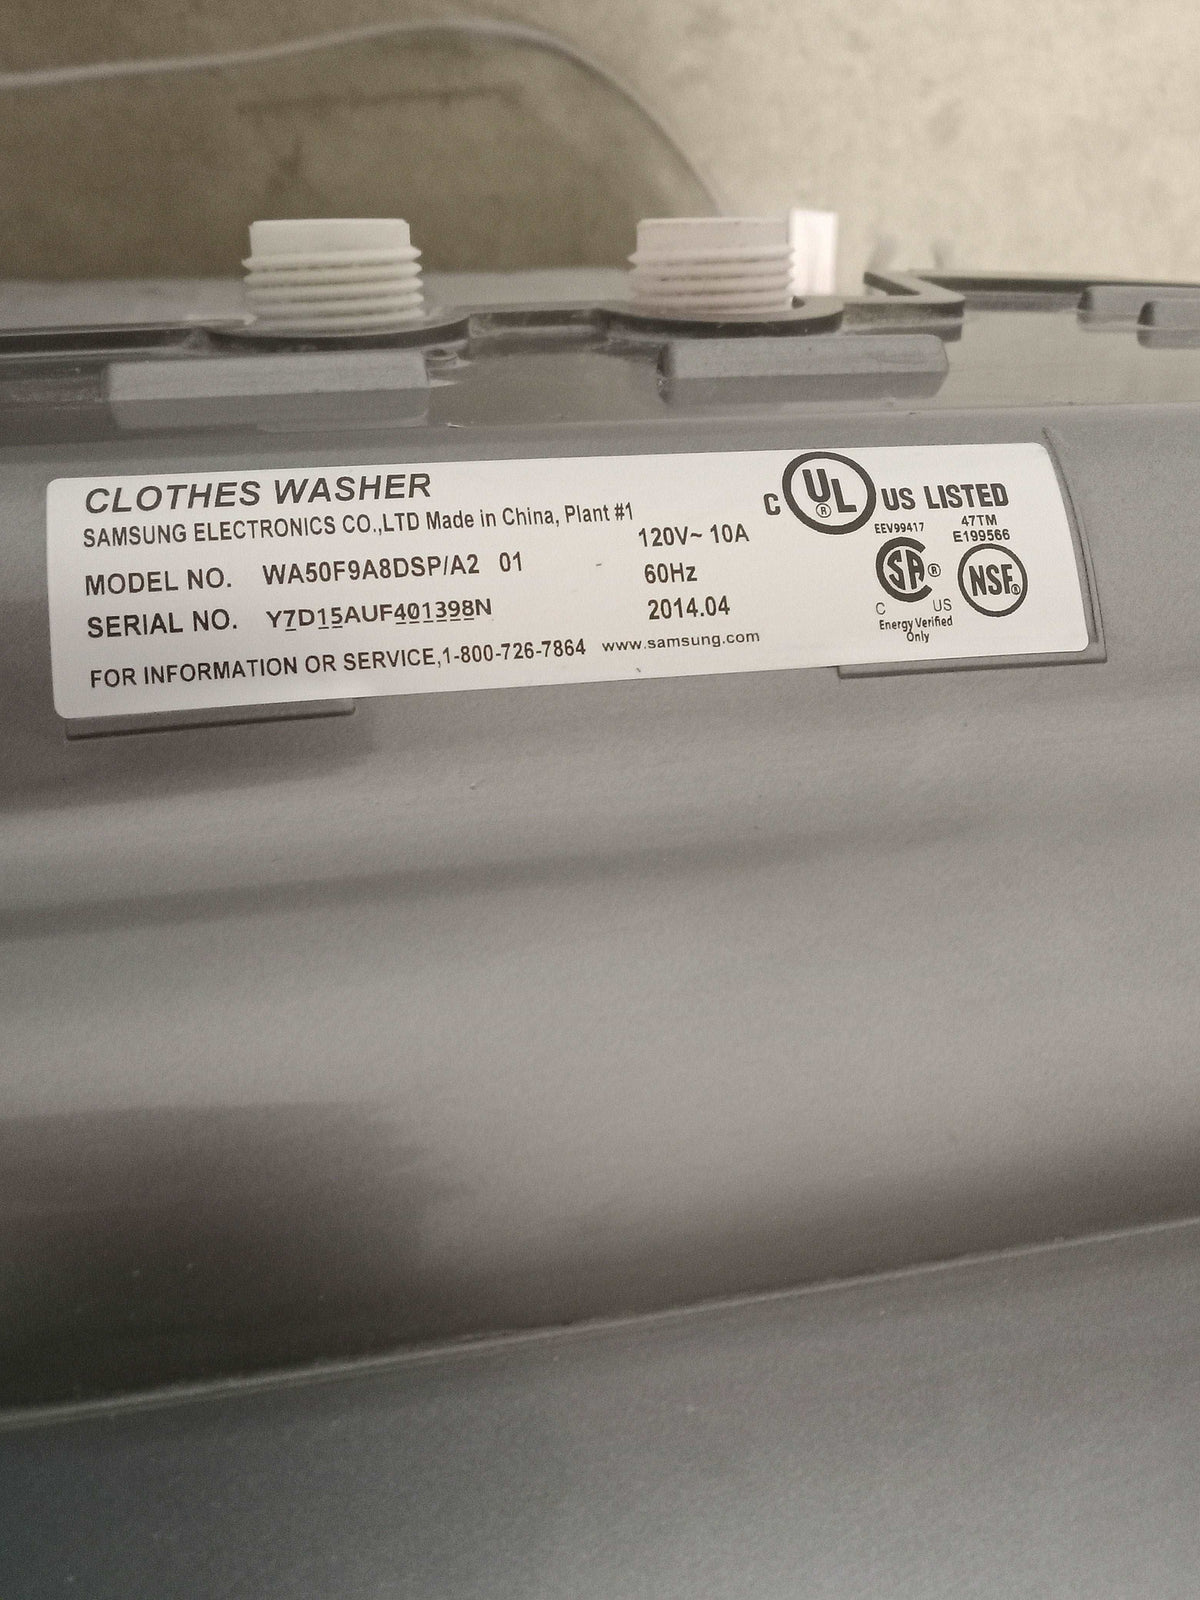 CLOTHES WASHER
SAMSUNG ELECTRONICS CO.,LTD Made in China, Plant #1
MODEL NO. WA50F9A8DSP/A2 01
SERIAL NO. Y7D15AUF401398N
FOR INFORMATION OR SERVICE,1-800-726-7864 www.samsung.com
120V~ 10A
60Hz
2014.04
C UL ® US LISTED
EEV99417
47TM
E199566
SA ®
C US
Energy Verified
Only
NSF®